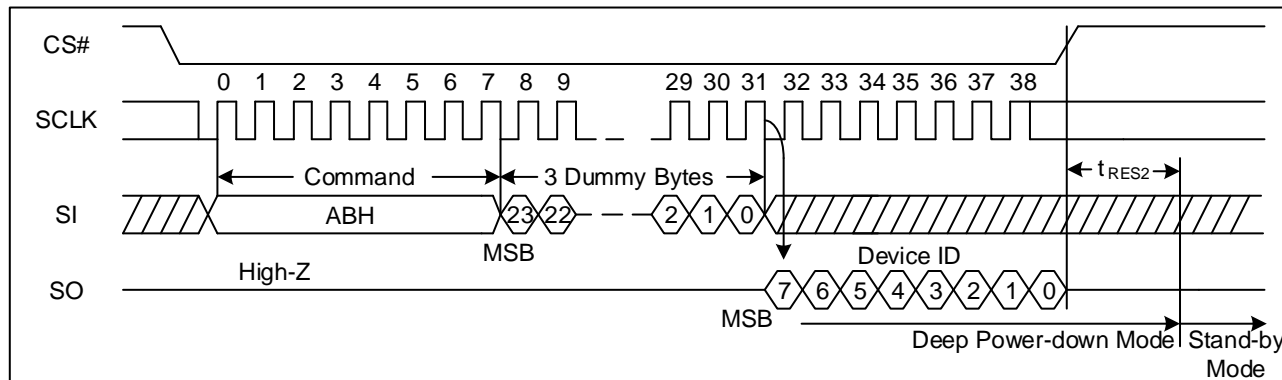 CS#
0 1 2 3 4 5 6 7 8 9 29 30 31 32 33 34 35 36 37 38
SCLK
Command 3 Dummy Bytes tRES2
SI ABH 23 22 2 1 0
MSB
High-Z Device ID
SO 7 6 5 4 3 2 1 0
MSB
Deep Power-down Mode Stand-by
Mode